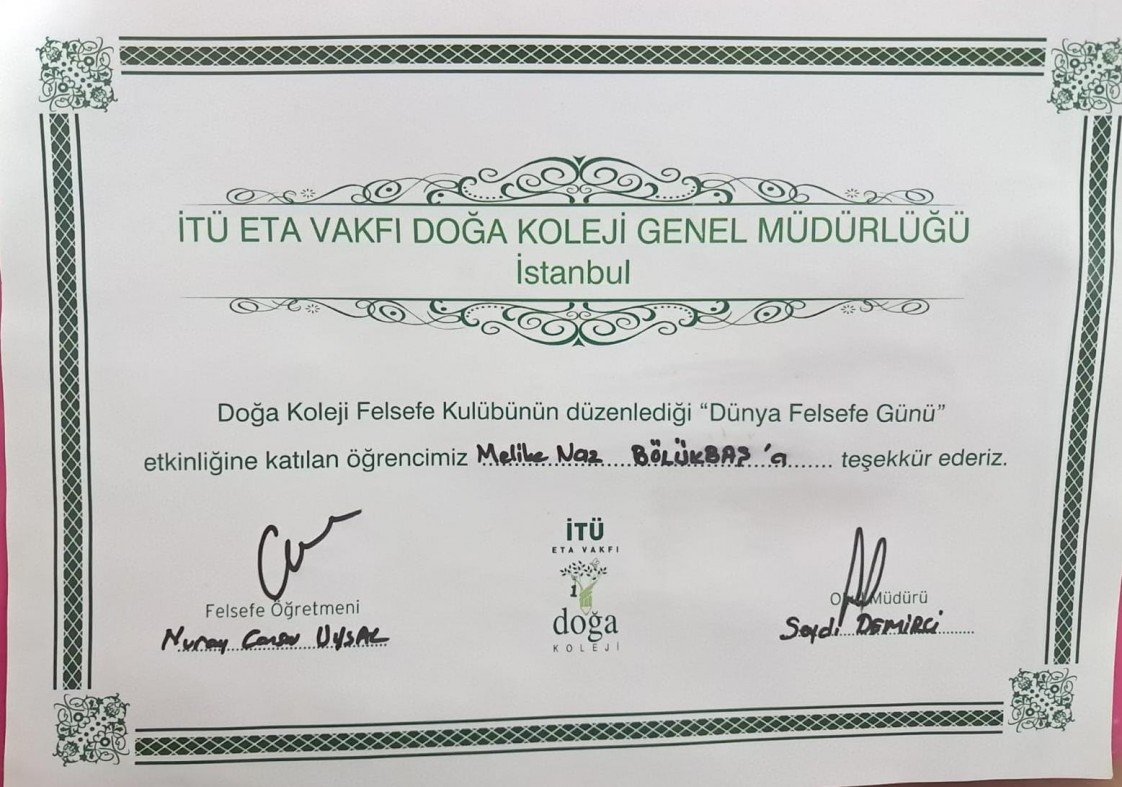 İTÜ ETA VAKFI DOĞA KOLEJİ GENEL MÜDÜRLÜĞÜ
İstanbul
Doğa Koleji Felsefe Kulübünün düzenlediği “Dünya Felsefe Günü”
etkinliğine katılan öğrencimiz Melike Naz BÖLÜKBAŞ'a teşekkür ederiz.
İTÜ
ETA VAKFI
doğa
KOLEJİ
Felsefe Öğretmeni
Nuray UYSAL
Müdürü
Seydi DEMİRCİ